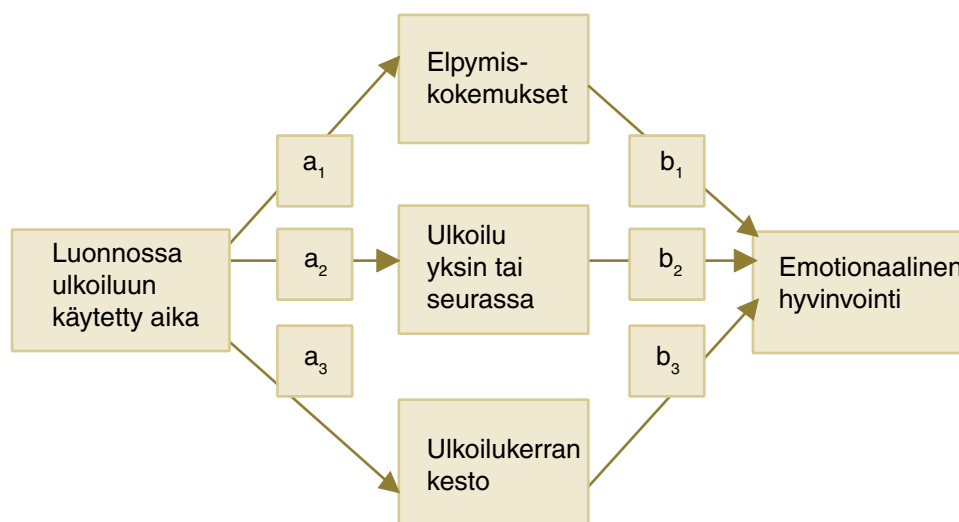 Elpymis-
kokemukset
a₁
b₁
Luonnossa
ulkoiluun
käytetty aika
a₂
Ulkoilu
yksin tai
seurassa
b₂
Emotionaalinen
hyvinvointi
a₃
b₃
Ulkoilukerran
kesto